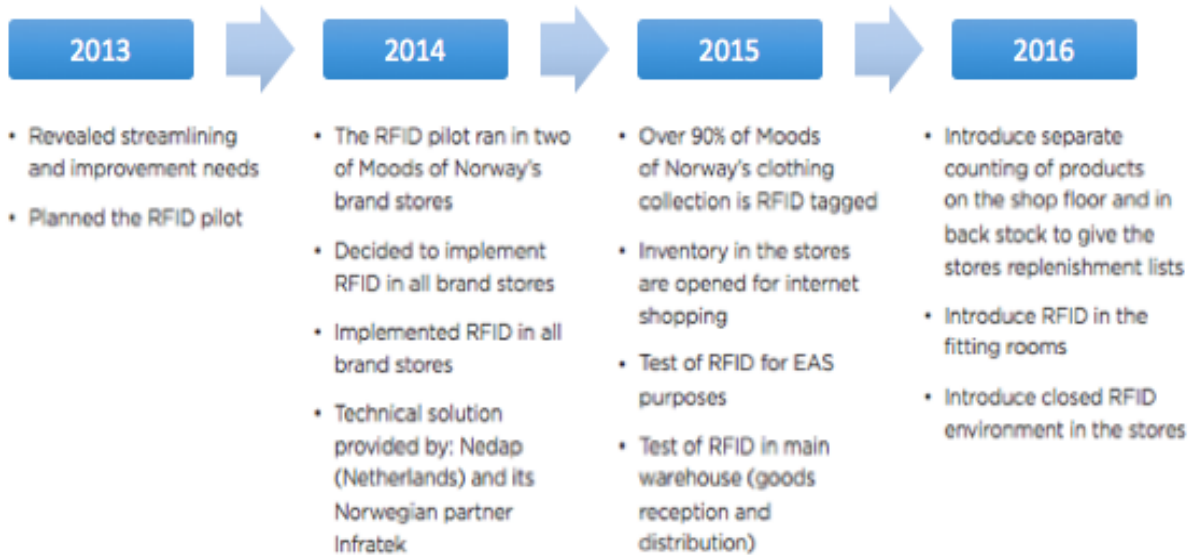 2013
• Revealed streamlining
and improvement needs
• Planned the RFID pilot
2014
• The RFID pilot ran in two
of Moods of Norway's
brand stores
• Decided to implement
RFID in all brand stores
• Implemented RFID in all
brand stores
• Technical solution
provided by: Nedap
(Netherlands) and its
Norwegian partner
Infratek
2015
• Over 90% of Moods
of Norway's clothing
collection is RFID tagged
• Inventory in the stores
are opened for internet
shopping
• Test of RFID for EAS
purposes
• Test of RFID in main
warehouse (goods
reception and
distribution)
2016
• Introduce separate
counting of products
on the shop floor and in
back stock to give the
stores replenishment lists
• Introduce RFID in the
fitting rooms
• Introduce closed RFID
environment in the stores